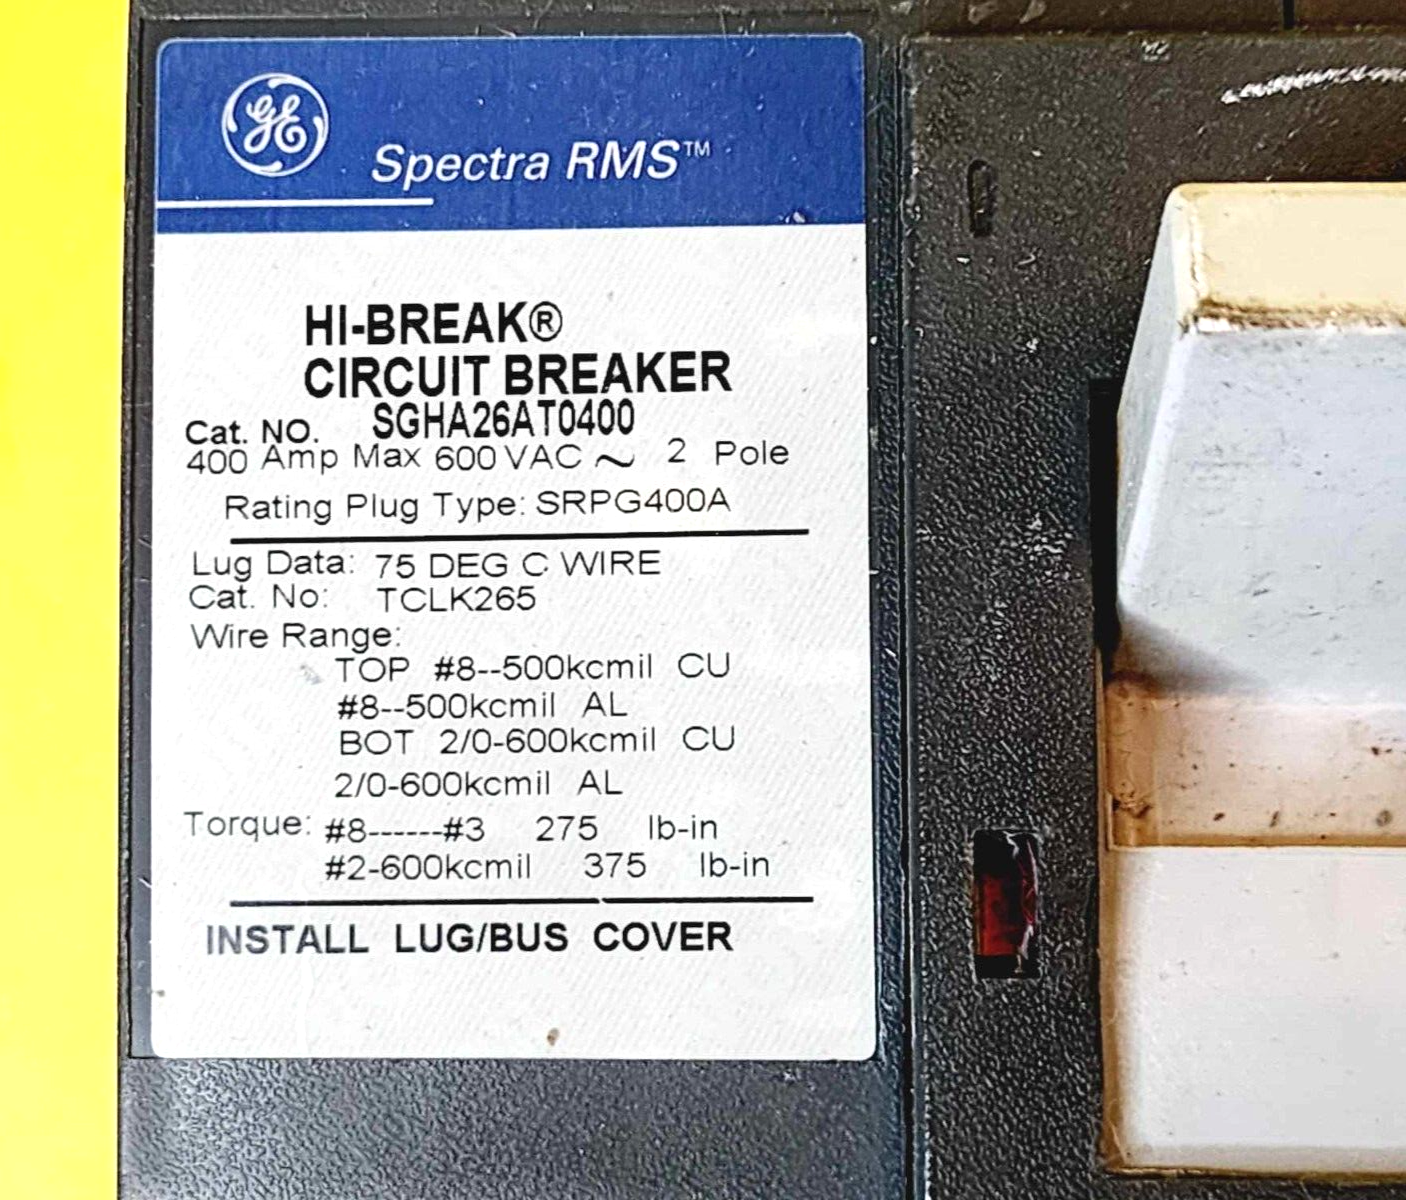 GE
Spectra RMS™
HI-BREAK®
CIRCUIT BREAKER
Cat. NO. SGHA26AT0400
400 Amp Max 600 VAC ~ 2 Pole
Rating Plug Type: SRPG400A
Lug Data: 75 DEG C WIRE
Cat. No: TCLK265
Wire Range:
TOP #8--500kcmil CU
#8--500kcmil AL
BOT 2/0-600kcmil CU
2/0-600kcmil AL
Torque: #8------#3 275 lb-in
#2-600kcmil 375 lb-in
INSTALL LUG/BUS COVER